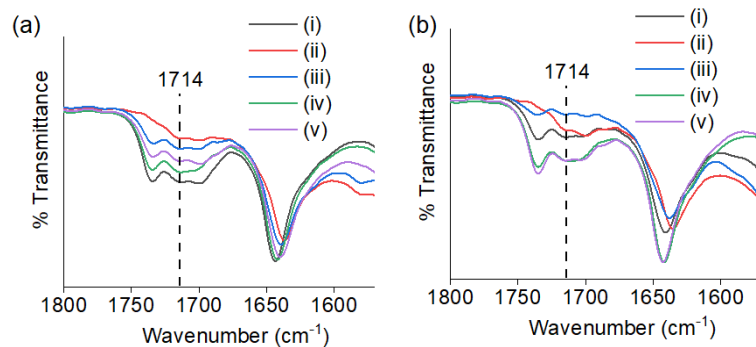 (a)
(i)
(ii)
(iii)
(iv)
(v)
1714
% Transmittance
1800 1750 1700 1650 1600
Wavenumber (cm⁻¹)
(b)
(i)
(ii)
(iii)
(iv)
(v)
1714
% Transmittance
1800 1750 1700 1650 1600
Wavenumber (cm⁻¹)